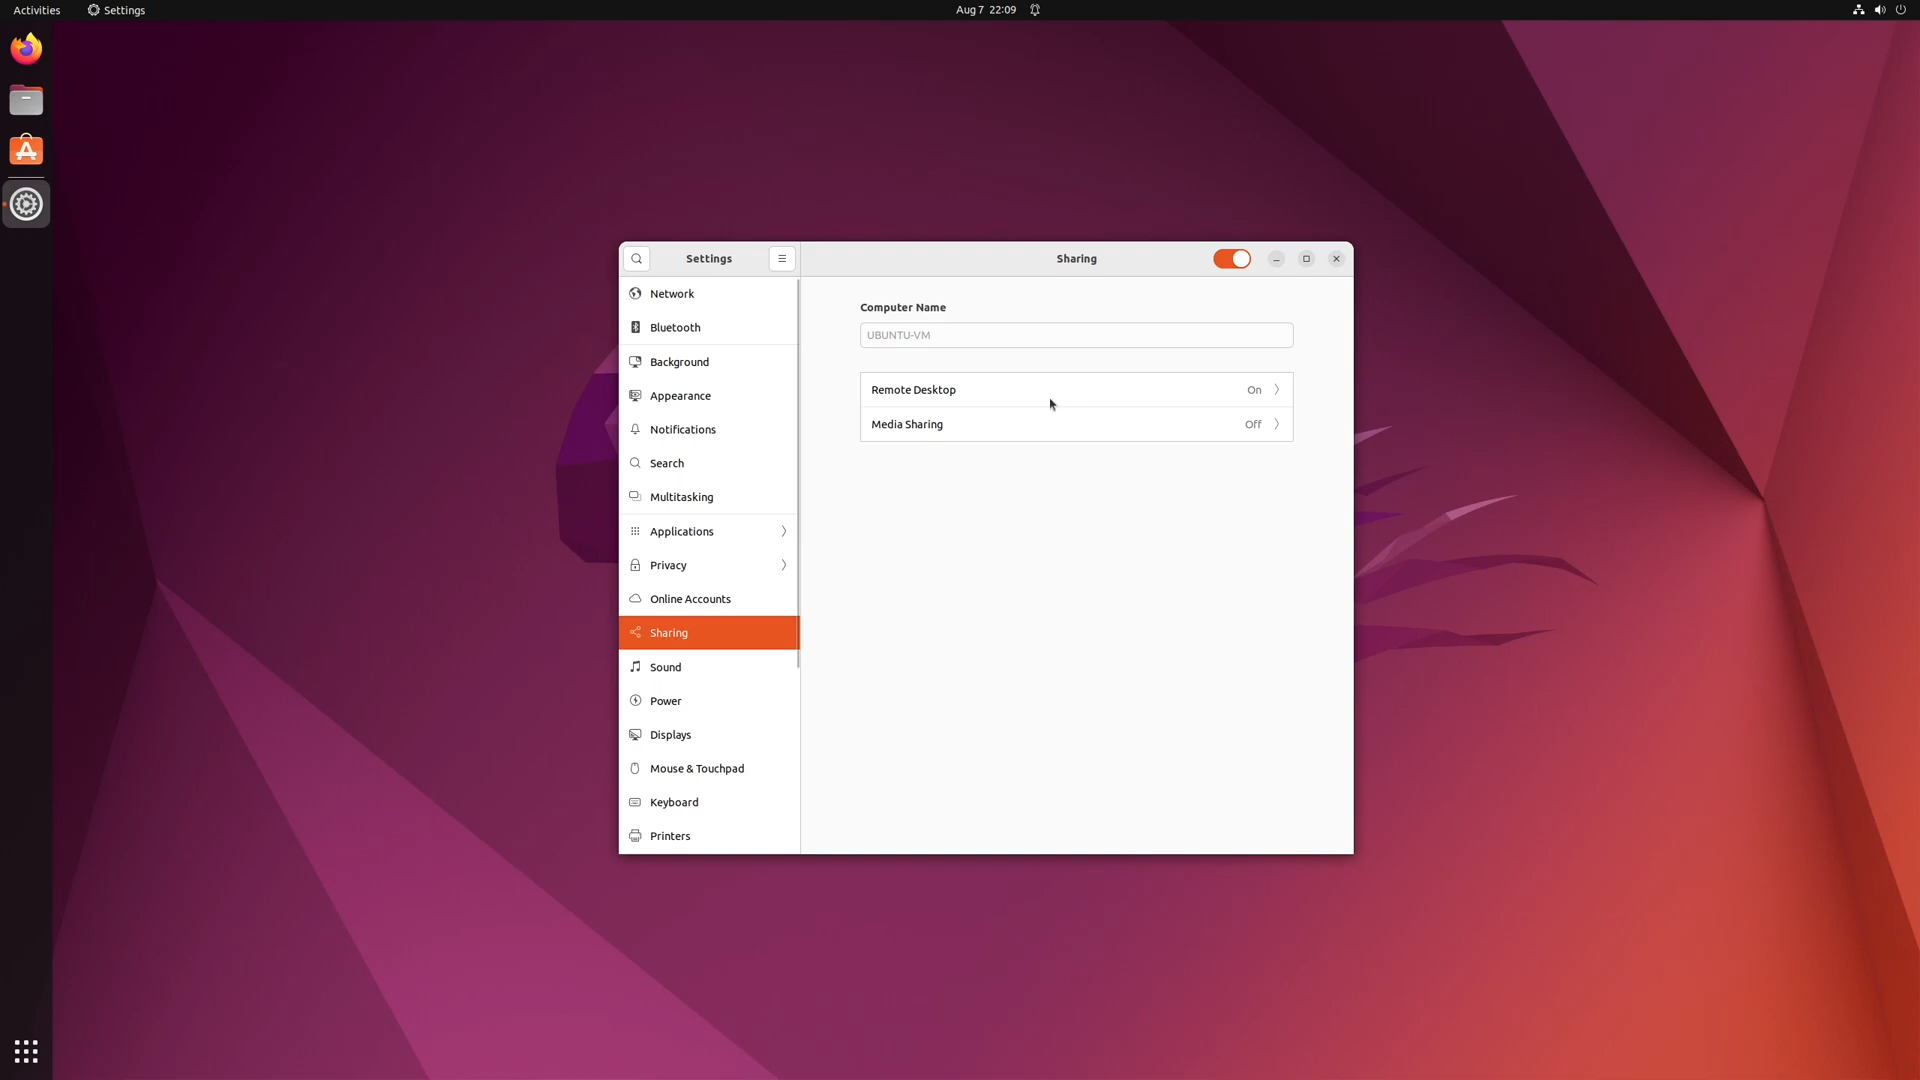 Activities
Settings
Aug 7 22:09
Settings
Sharing
Network
Bluetooth
Background
Appearance
Notifications
Search
Multitasking
Applications
Privacy
Online Accounts
Sharing
Sound
Power
Displays
Mouse & Touchpad
Keyboard
Printers
Computer Name
UBUNTU-VM
Remote Desktop On
Media Sharing Off